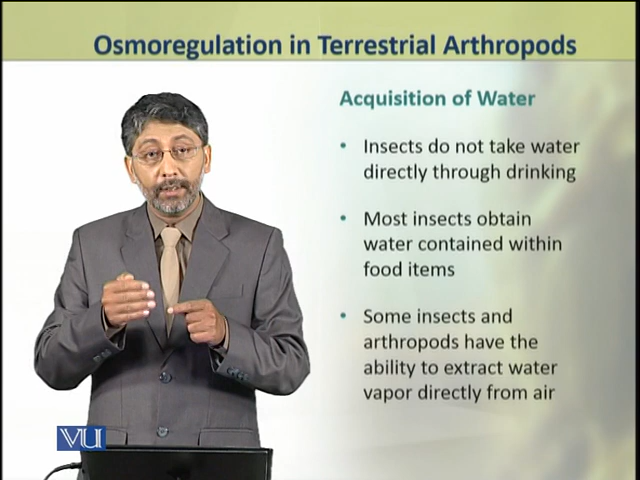 Osmoregulation in Terrestrial Arthropods
Acquisition of Water
• Insects do not take water
directly through drinking
• Most insects obtain
water contained within
food items
• Some insects and
arthropods have the
ability to extract water
vapor directly from air
VU